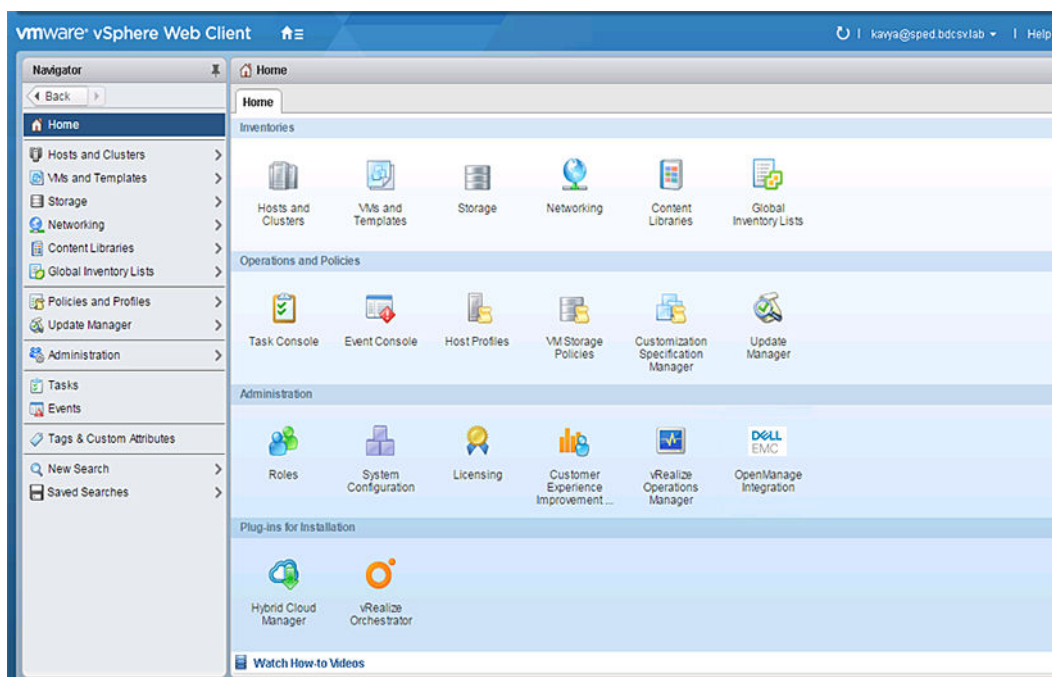 vmware® vSphere Web Client
kavya@sped.bdcsv.lab
Help
Navigator
Back
Home
Hosts and Clusters
VMs and Templates
Storage
Networking
Content Libraries
Global Inventory Lists
Policies and Profiles
Update Manager
Administration
Tasks
Events
Tags & Custom Attributes
New Search
Saved Searches
Home
Home
Inventories
Hosts and
Clusters
VMs and
Templates
Storage
Networking
Content
Libraries
Global
Inventory Lists
Operations and Policies
Task Console
Event Console
Host Profiles
VM Storage
Policies
Customization
Specification
Manager
Update
Manager
Administration
Roles
System
Configuration
Licensing
Customer
Experience
Improvement ...
vRealize
Operations
Manager
DELL
EMC
OpenManage
Integration
Plug-ins for Installation
Hybrid Cloud
Manager
vRealize
Orchestrator
Watch How-to Videos